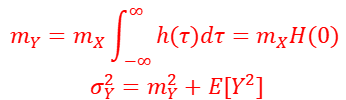 m_Y = m_X ∫_{-∞}^{∞} h(τ)dτ = m_X H(0)
σ_Y^2 = m_Y^2 + E[Y^2]